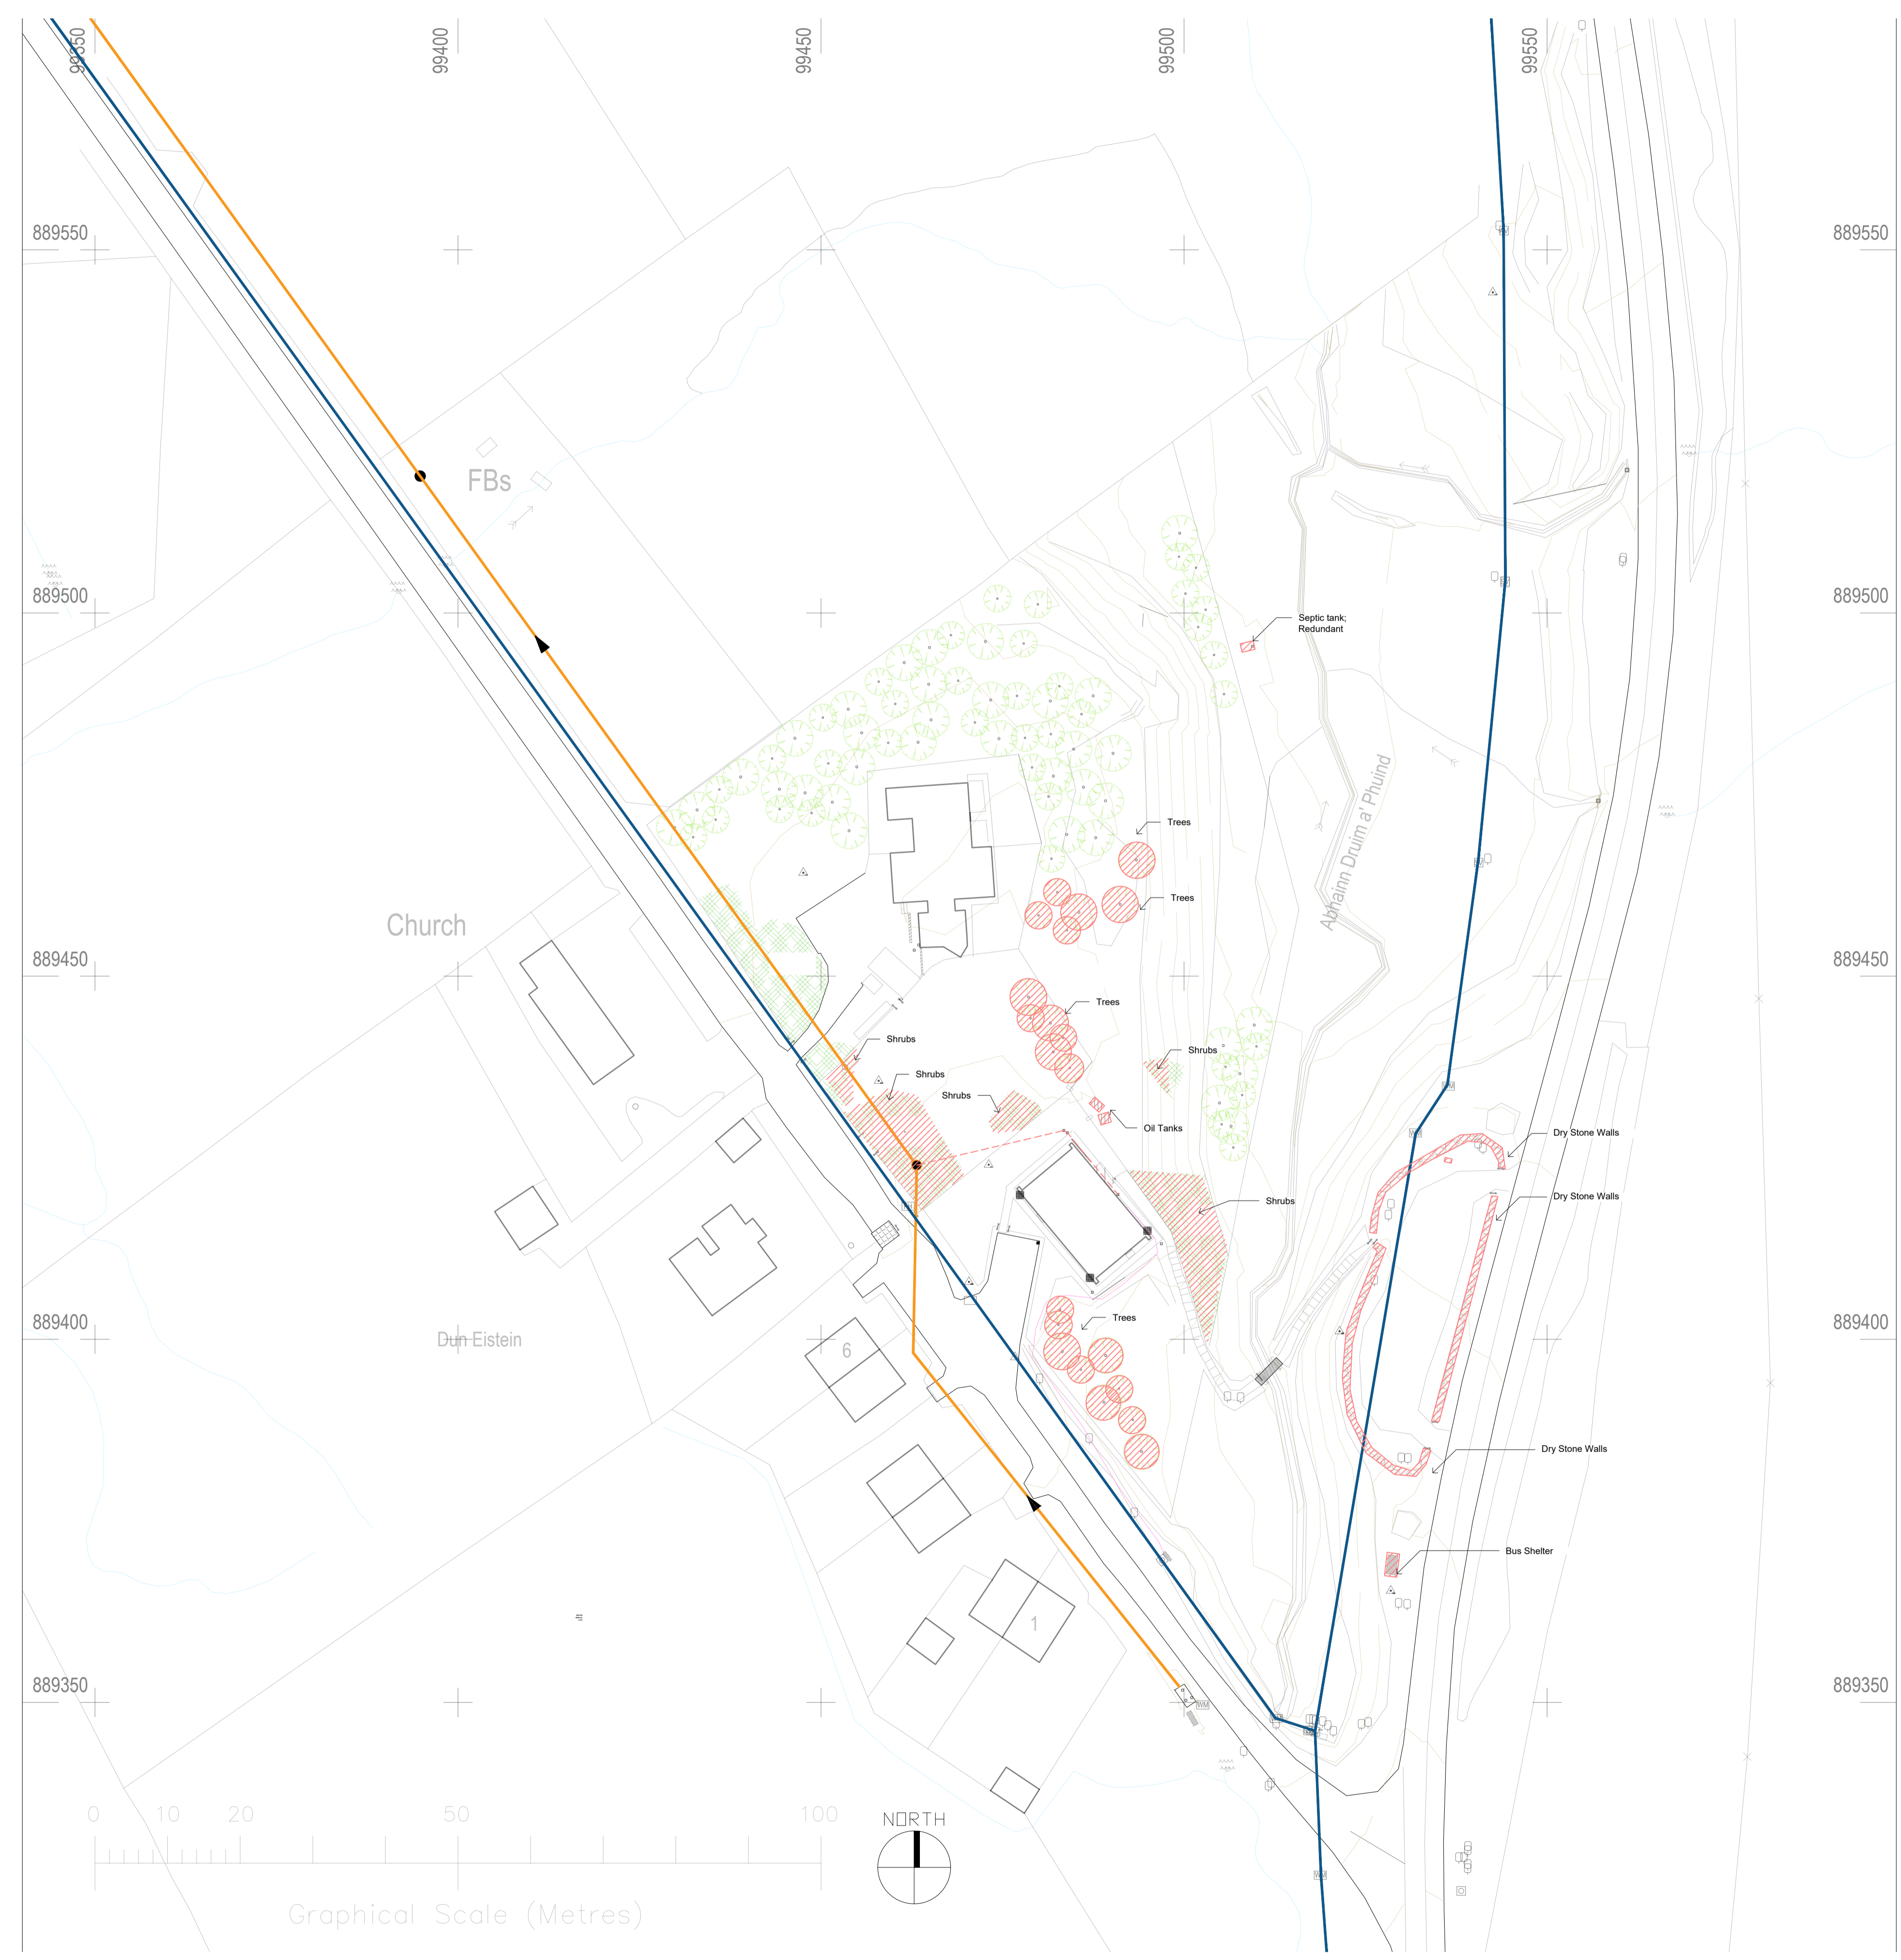 99350
99400
99450
99500
99550
889550
889550
FBs
889500
889500
Septic tank;
Redundant
Abhainn Druim a' Phuind
Trees
Trees
Church
889450
889450
Trees
Shrubs
Shrubs
Shrubs
Shrubs
Oil Tanks
Dry Stone Walls
Dry Stone Walls
Shrubs
889400
889400
Trees
Dun Eistein
6
Dry Stone Walls
Bus Shelter
1
889350
889350
WM
WM
0 10 20 50 100
NORTH
Graphical Scale (Metres)